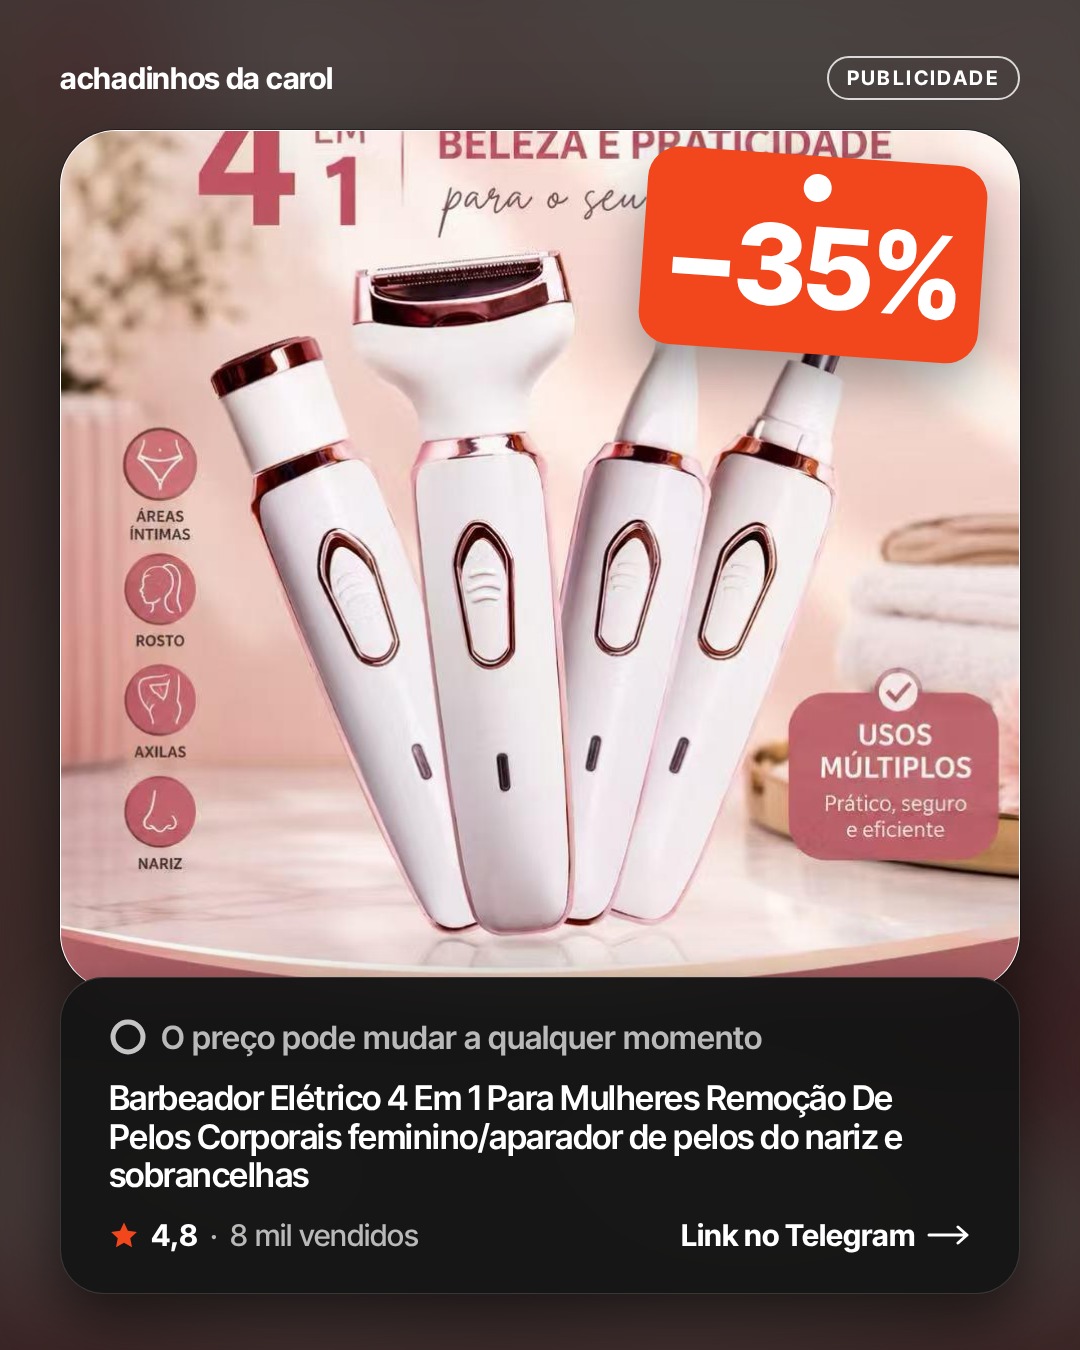 achadinhos da carol
PUBLICIDADE
4 EM 1
BELEZA E PRATICIDADE
para o seu
-35%
ÁREAS
ÍNTIMAS
ROSTO
AXILAS
NARIZ
USOS
MÚLTIPLOS
Prático, seguro
e eficiente
O preço pode mudar a qualquer momento
Barbeador Elétrico 4 Em 1 Para Mulheres Remoção De
Pelos Corporais feminino/aparador de pelos do nariz e
sobrancelhas
4,8 · 8 mil vendidos
Link no Telegram →